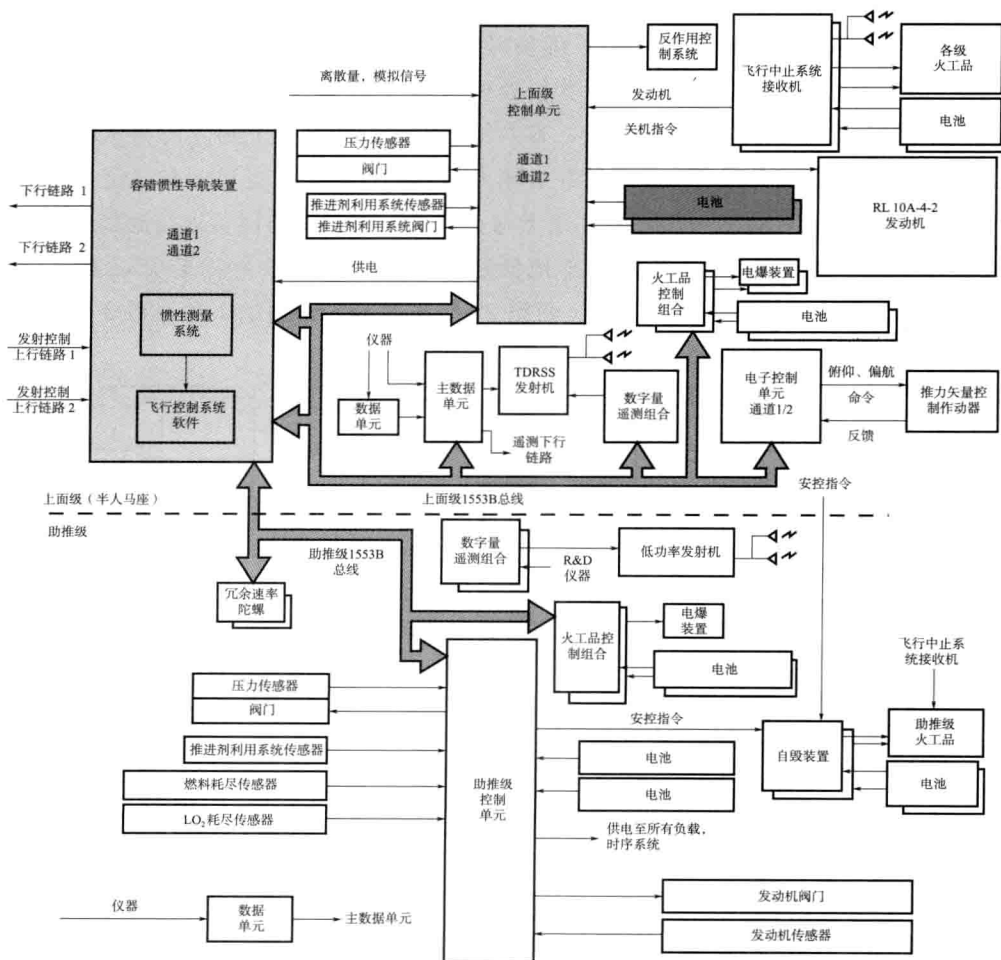 离散量,模拟信号
上面级
控制单元
通道1
通道2
反作用控
制系统
飞行中止系统
接收机
各级
火工品
电池
发动机
关机指令
压力传感器
阀门
推进剂利用系统传感器
推进剂利用系统阀门
电池
RL 10A-4-2
发动机
容错惯性导航装置
通道1
通道2
下行链路 1
下行链路 2
供电
惯性测量
系统
飞行控制系统
软件
发射控制
上行链路 1
发射控制
上行链路 2
火工品
控制
组合
电爆装置
电池
仪器
数据
单元
主数据
单元
TDRSS
发射机
数字量
遥测组合
遥测下行
链路
电子控制
单元
通道1/2
俯仰、偏航
命令
反馈
推力矢量控
制作动器
上面级(半人马座)
上面级1553B总线
安控指令
助推级
助推级1553B
总线
冗余速率
陀螺
数字量
遥测组合
R&D
仪器
低功率发射机
火工品控
制组合
电爆
装置
电池
飞行中止系
统接收机
压力传感器
阀门
推进剂利用系统传感器
燃料耗尽传感器
LO₂耗尽传感器
助推级
控制
单元
安控指令
电池
电池
自毁装置
助推级
火工品
电池
供电至所有负载,
时序系统
仪器
数据
单元
主数据单元
发动机阀门
发动机传感器